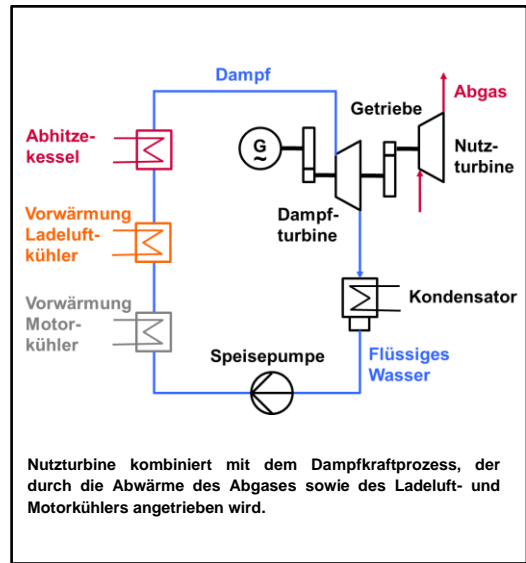 Dampf
Abgas
Getriebe
Abhitze-
kessel
G
~
Nutz-
turbine
Vorwärmung
Ladeluft-
kühler
Dampf-
turbine
Vorwärmung
Motor-
kühler
Kondensator
Speisepumpe
Flüssiges
Wasser
Nutzturbine kombiniert mit dem Dampfkraftprozess, der
durch die Abwärme des Abgases sowie des Ladeluft- und
Motorkühlers angetrieben wird.